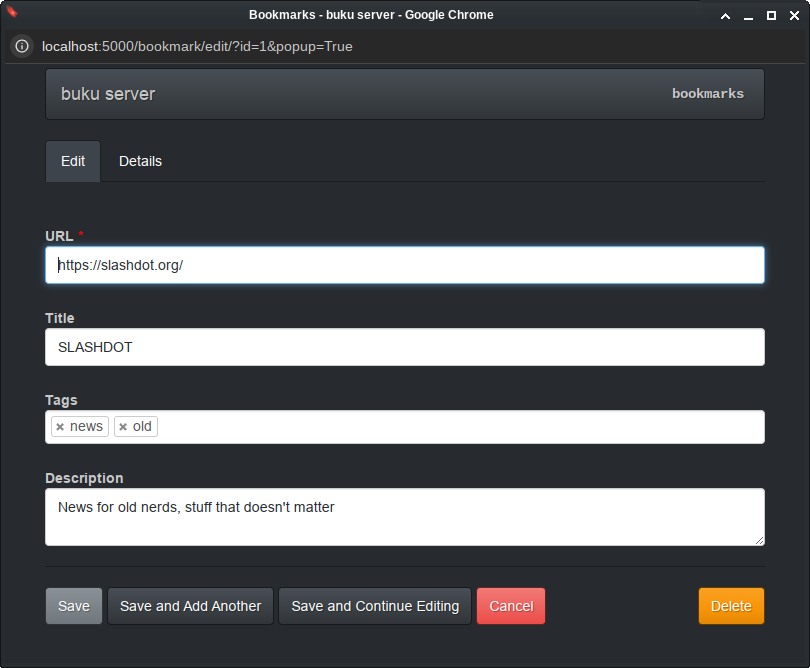 Bookmarks - buku server - Google Chrome
localhost:5000/bookmark/edit/?id=1&popup=True
buku server bookmarks
Edit Details
URL *
https://slashdot.org/
Title
SLASHDOT
Tags
× news × old
Description
News for old nerds, stuff that doesn't matter
Save Save and Add Another Save and Continue Editing Cancel Delete